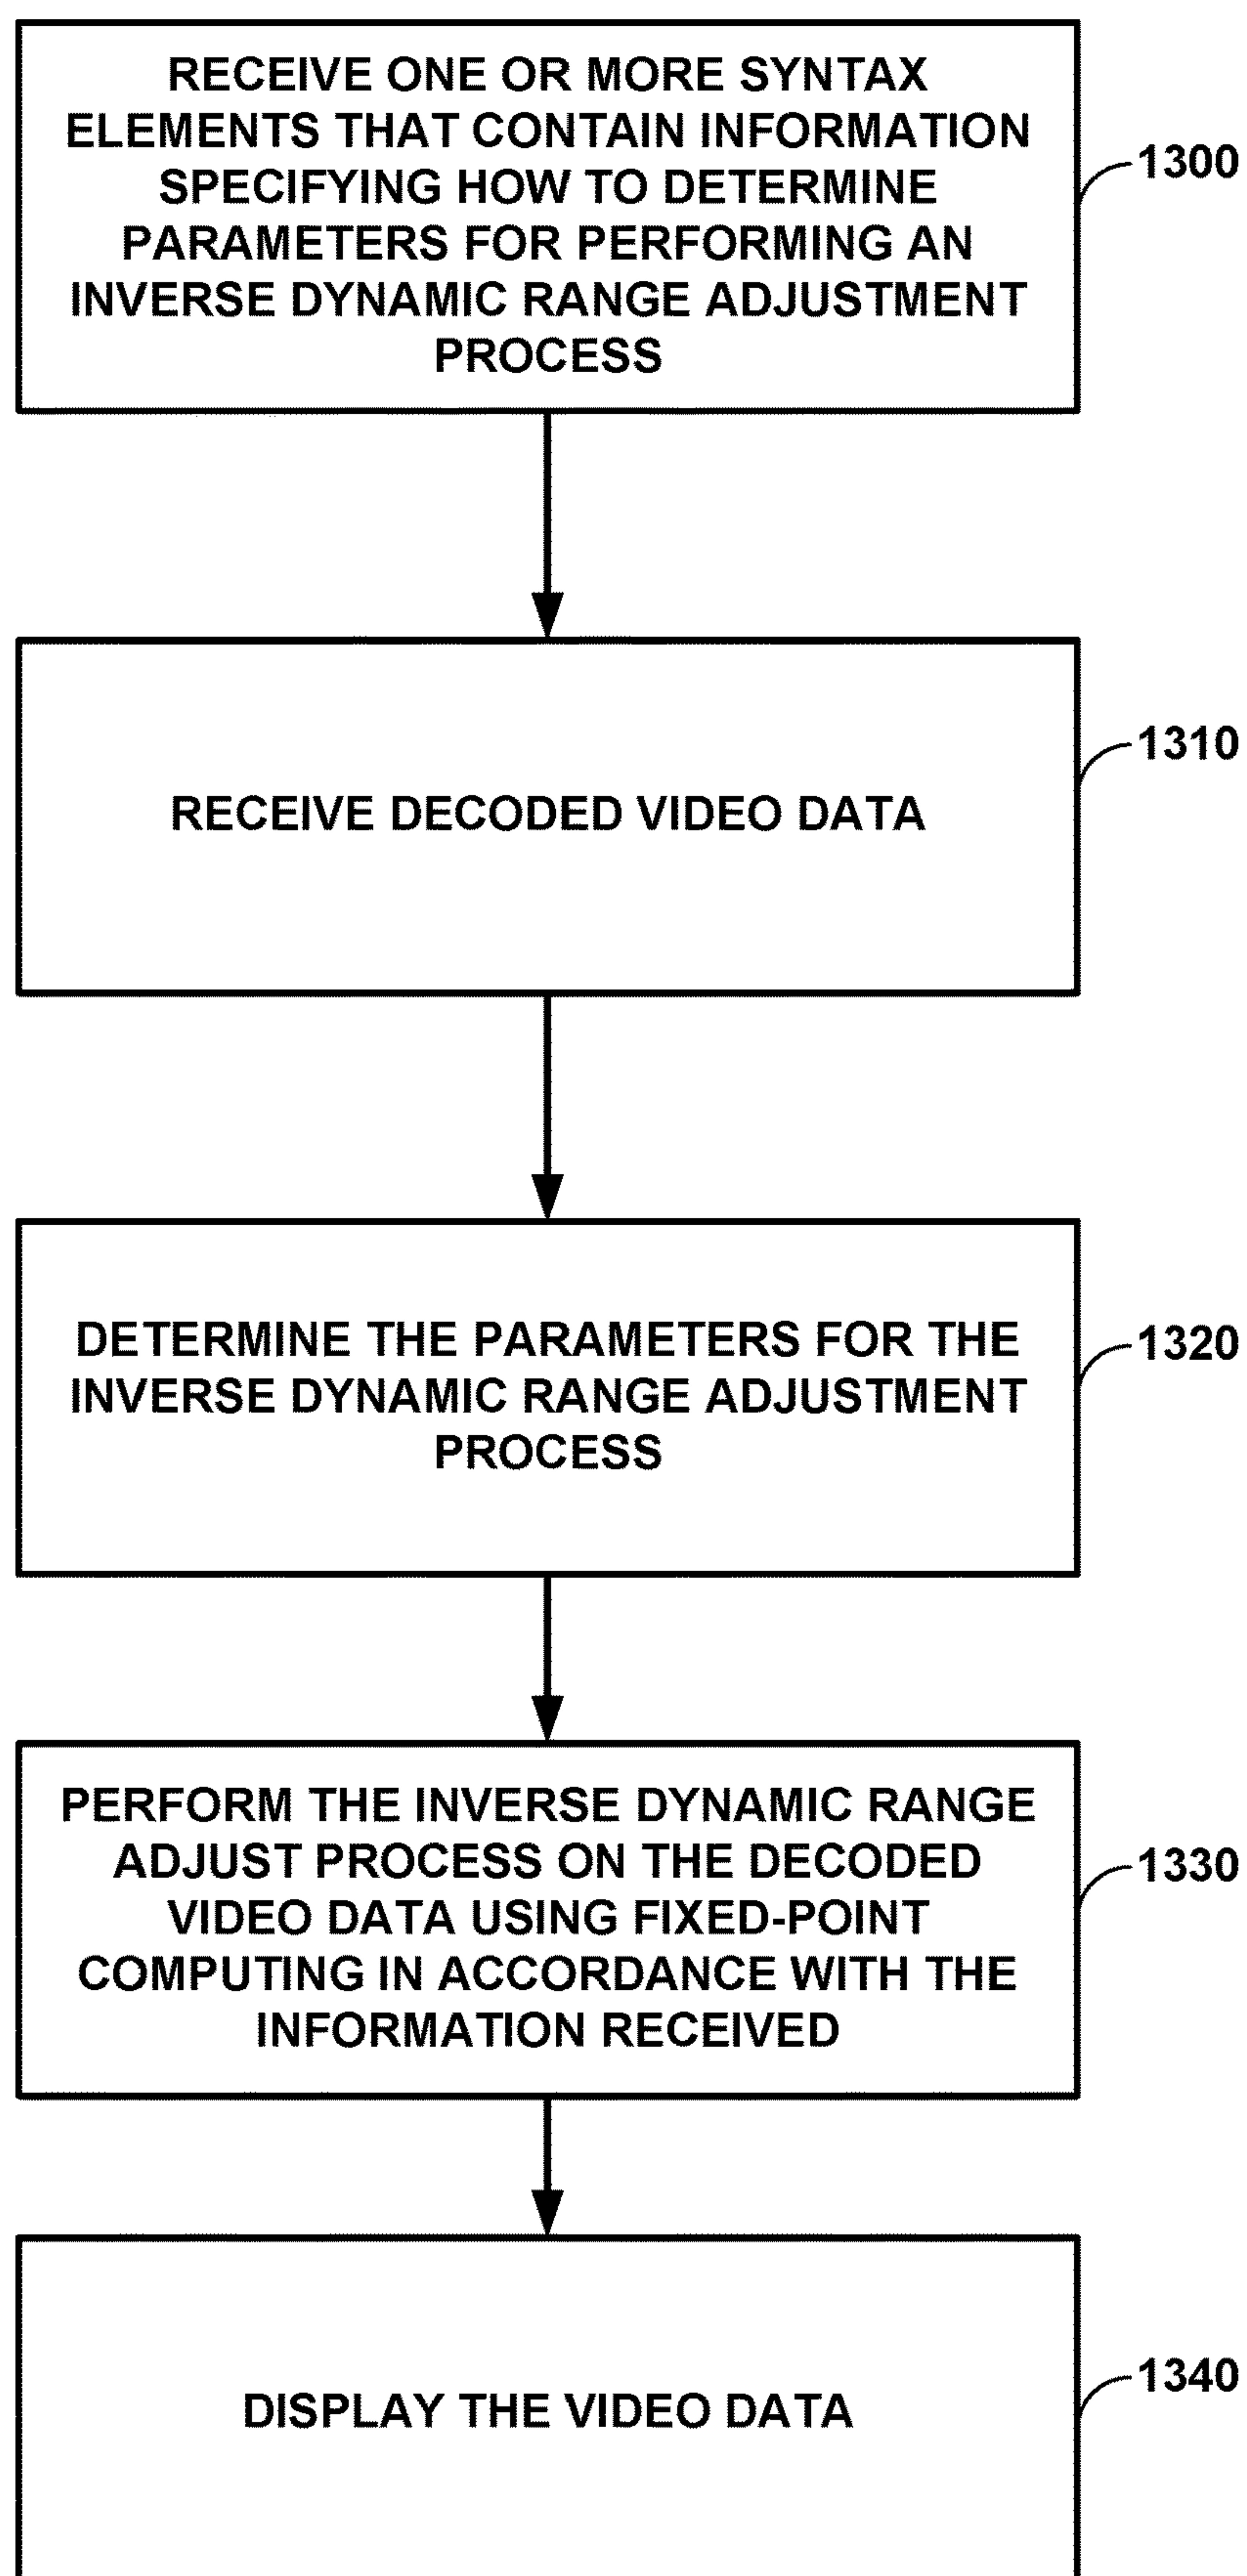 RECEIVE ONE OR MORE SYNTAX
ELEMENTS THAT CONTAIN INFORMATION
SPECIFYING HOW TO DETERMINE
PARAMETERS FOR PERFORMING AN
INVERSE DYNAMIC RANGE ADJUSTMENT
PROCESS
1300
RECEIVE DECODED VIDEO DATA
1310
DETERMINE THE PARAMETERS FOR THE
INVERSE DYNAMIC RANGE ADJUSTMENT
PROCESS
1320
PERFORM THE INVERSE DYNAMIC RANGE
ADJUST PROCESS ON THE DECODED
VIDEO DATA USING FIXED-POINT
COMPUTING IN ACCORDANCE WITH THE
INFORMATION RECEIVED
1330
DISPLAY THE VIDEO DATA
1340